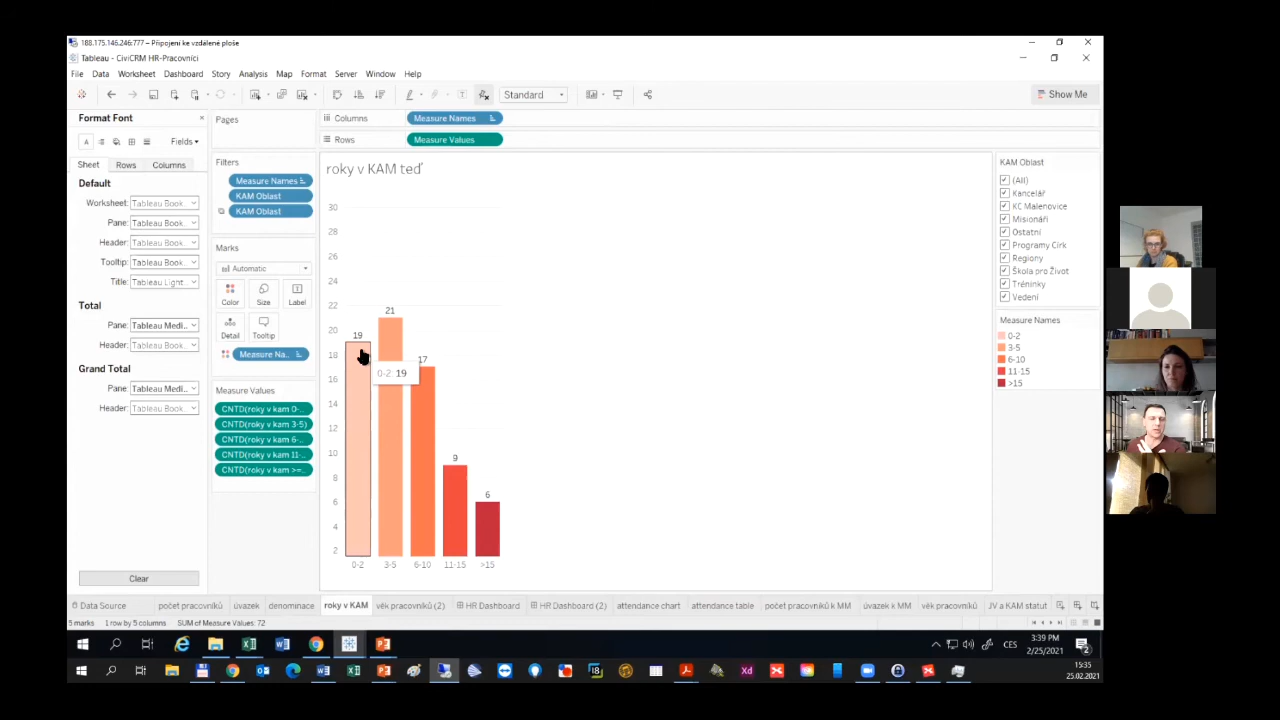 188.175.146.246:777 – Připojení ke vzdálené ploše
Tableau - CiviCRM HR-Pracovníci
File Data Worksheet Dashboard Story Analysis Map Format Server Window Help
Standard
Show Me
Format Font
Fields
Sheet Rows Columns
Default
Worksheet: Tableau Book..
Pane: Tableau Book..
Header: Tableau Book..
Tooltip: Tableau Book..
Title: Tableau Light..
Total
Pane: Tableau Medi..
Header: Tableau Book..
Grand Total
Pane: Tableau Medi..
Header: Tableau Book..
Clear
Pages
Filters
Measure Names
KAM Oblast
KAM Oblast
Marks
Automatic
Color Size Label
Detail Tooltip
Measure Na..
Measure Values
CNTD(roky v kam 0-..
CNTD(roky v kam 3-5)
CNTD(roky v kam 6-..
CNTD(roky v kam 11-..
CNTD(roky v kam >=..
Columns Measure Names
Rows Measure Values
roky v KAM teď
30
28
26
24
22
20
18
16
14
12
10
8
6
4
2
19
21
17
9
6
0-2 19
0-2 3-5 6-10 11-15 >15
KAM Oblast
(All)
Kancelář
KC Malenovice
Misionáři
Ostatní
Programy Círk
Regiony
Škola pro Život
Tréninky
Vedení
Measure Names
0-2
3-5
6-10
11-15
>15
Data Source počet pracovníků úvazek denominace roky v KAM věk pracovníků (2) HR Dashboard HR Dashboard (2) attendance chart attendance table počet pracovníků k MM úvazek k MM věk pracovníků JV a KAM statut
5 marks 1 row by 5 columns SUM of Measure Values: 72
CES
3:39 PM
2/25/2021
2
15:35
25.02.2021